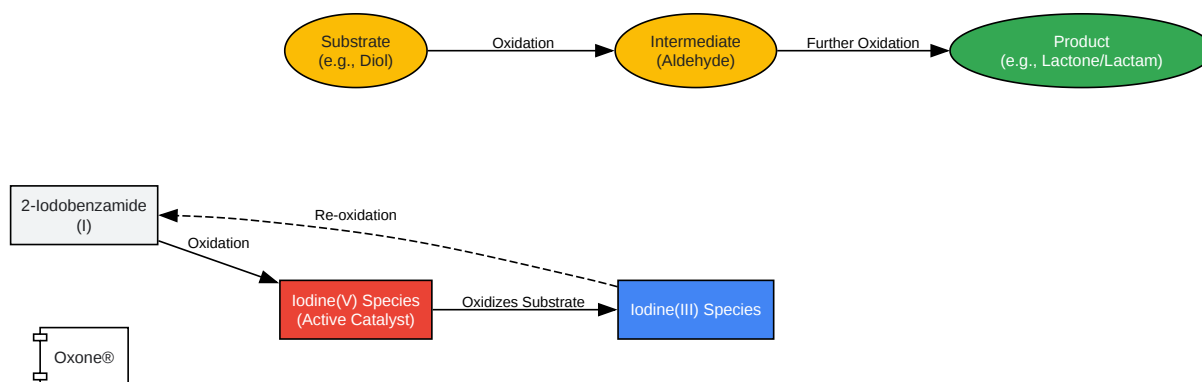 Substrate
(e.g., Diol)
Oxidation
Intermediate
(Aldehyde)
Further Oxidation
Product
(e.g., Lactone/Lactam)
2-Iodobenzamide
(I)
Re-oxidation
Oxidation
Iodine(V) Species
(Active Catalyst)
Oxidizes Substrate
Iodine(III) Species
Oxone®